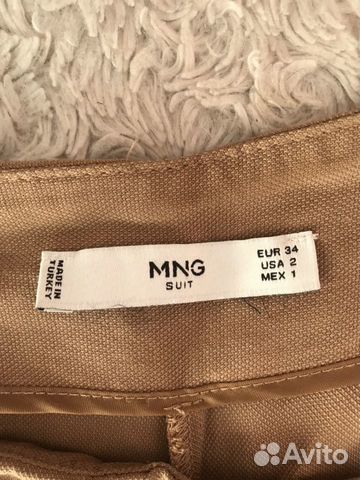 MADE IN
TURKEY
MNG
SUIT
EUR 34
USA 2
MEX 1
Avito